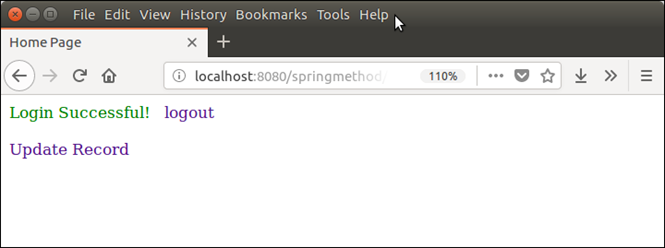 File Edit View History Bookmarks Tools Help
Home Page
localhost:8080/springmethod/ 110%
Login Successful! logout
Update Record